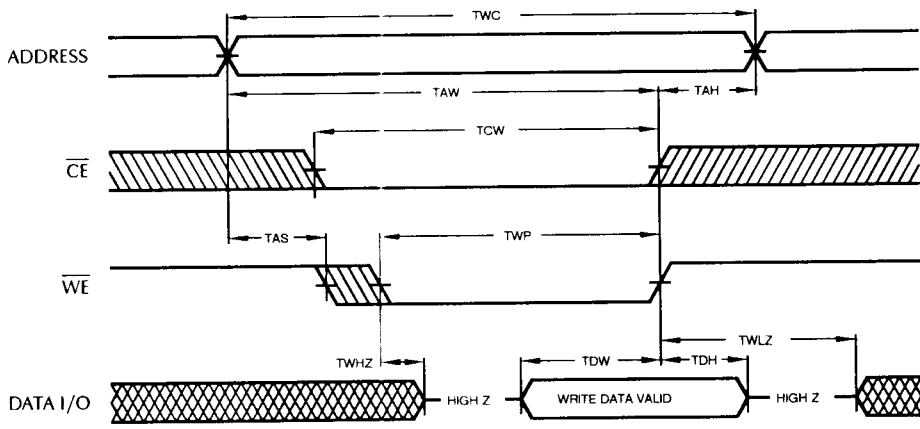 TWC
ADDRESS
TAW
TAH
TCW
CE
TAS
TWP
WE
TWLZ
TWHZ
TDW
TDH
DATA I/O
HIGH Z
WRITE DATA VALID
HIGH Z